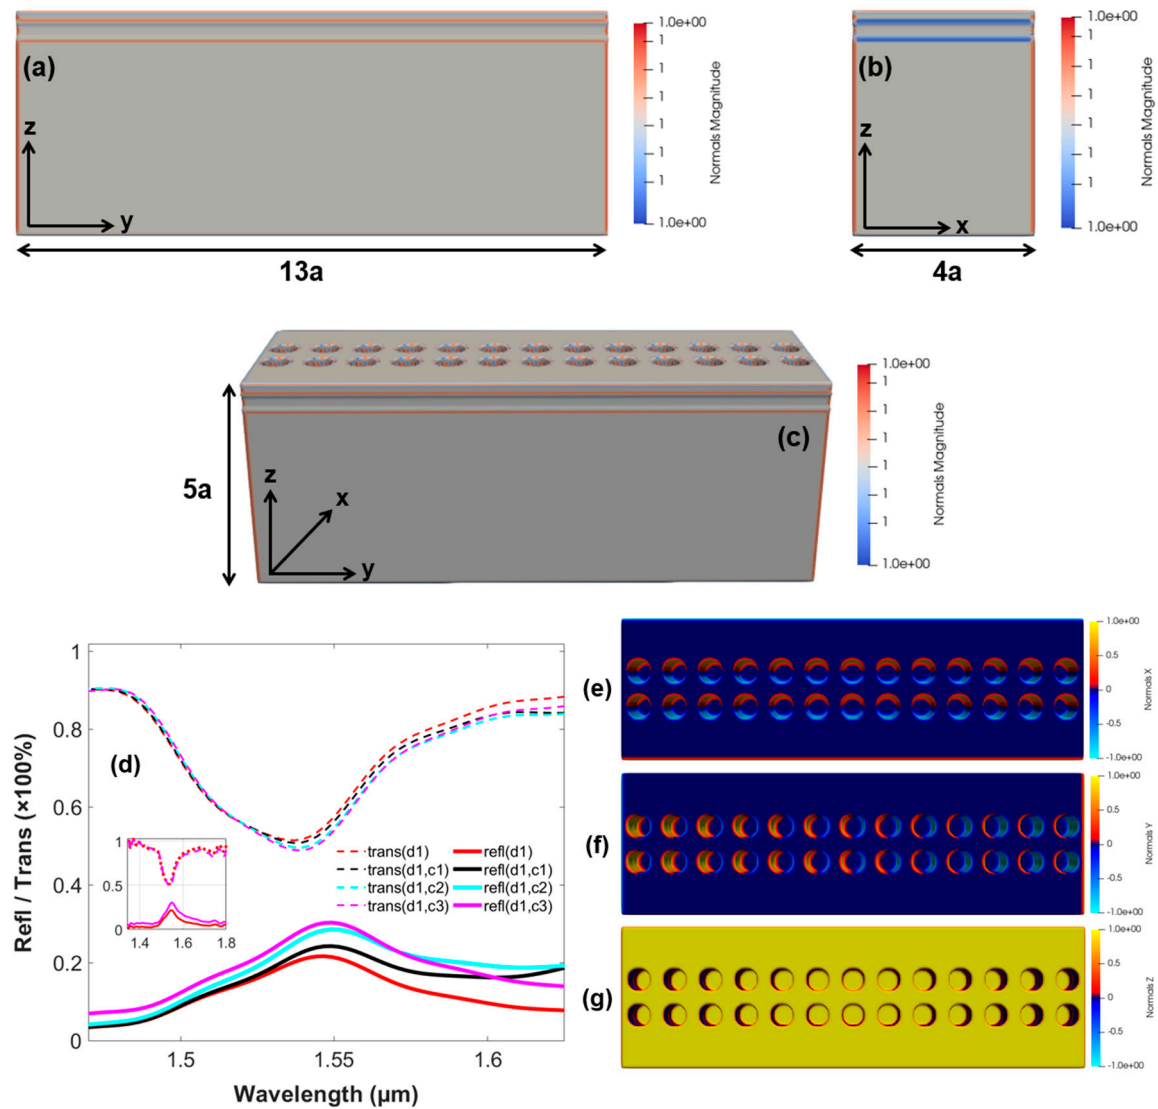 (a)
z
y
13a
1.0e+00
1
1
1
1
1
1.0e+00
Normals Magnitude
(b)
z
x
4a
1.0e+00
1
1
1
1
1
1.0e+00
Normals Magnitude
(c)
5a
z
x
y
1.0e+00
1
1
1
1
1
1
1.0e+00
Normals Magnitude
(d)
Refl / Trans (×100%)
1
0.8
0.6
0.4
0.2
0
1.5
1.55
1.6
Wavelength (μm)
1
0.5
0
1.4 1.6 1.8
trans(d1) refl(d1)
trans(d1,c1) refl(d1,c1)
trans(d1,c2) refl(d1,c2)
trans(d1,c3) refl(d1,c3)
(e)
1.0e+00
0.5
0
-0.5
-1.0e+00
Normals X
(f)
1.0e+00
0.5
0
-0.5
-1.0e+00
Normals Y
(g)
1.0e+00
0.5
0
-0.5
-1.0e+00
Normals Z